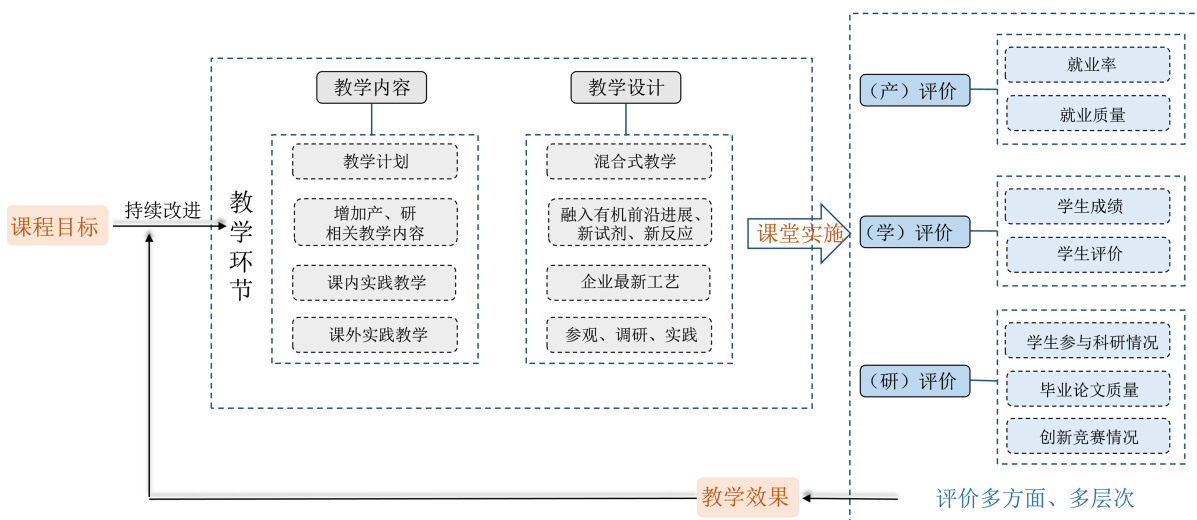 课程目标
持续改进
教学环节
教学内容
教学计划
增加产、研
相关教学内容
课内实践教学
课外实践教学
教学设计
混合式教学
融入有机前沿进展、
新试剂、新反应
企业最新工艺
参观、调研、实践
课堂实施
（产）评价
就业率
就业质量
（学）评价
学生成绩
学生评价
（研）评价
学生参与科研情况
毕业论文质量
创新竞赛情况
教学效果
评价多方面、多层次